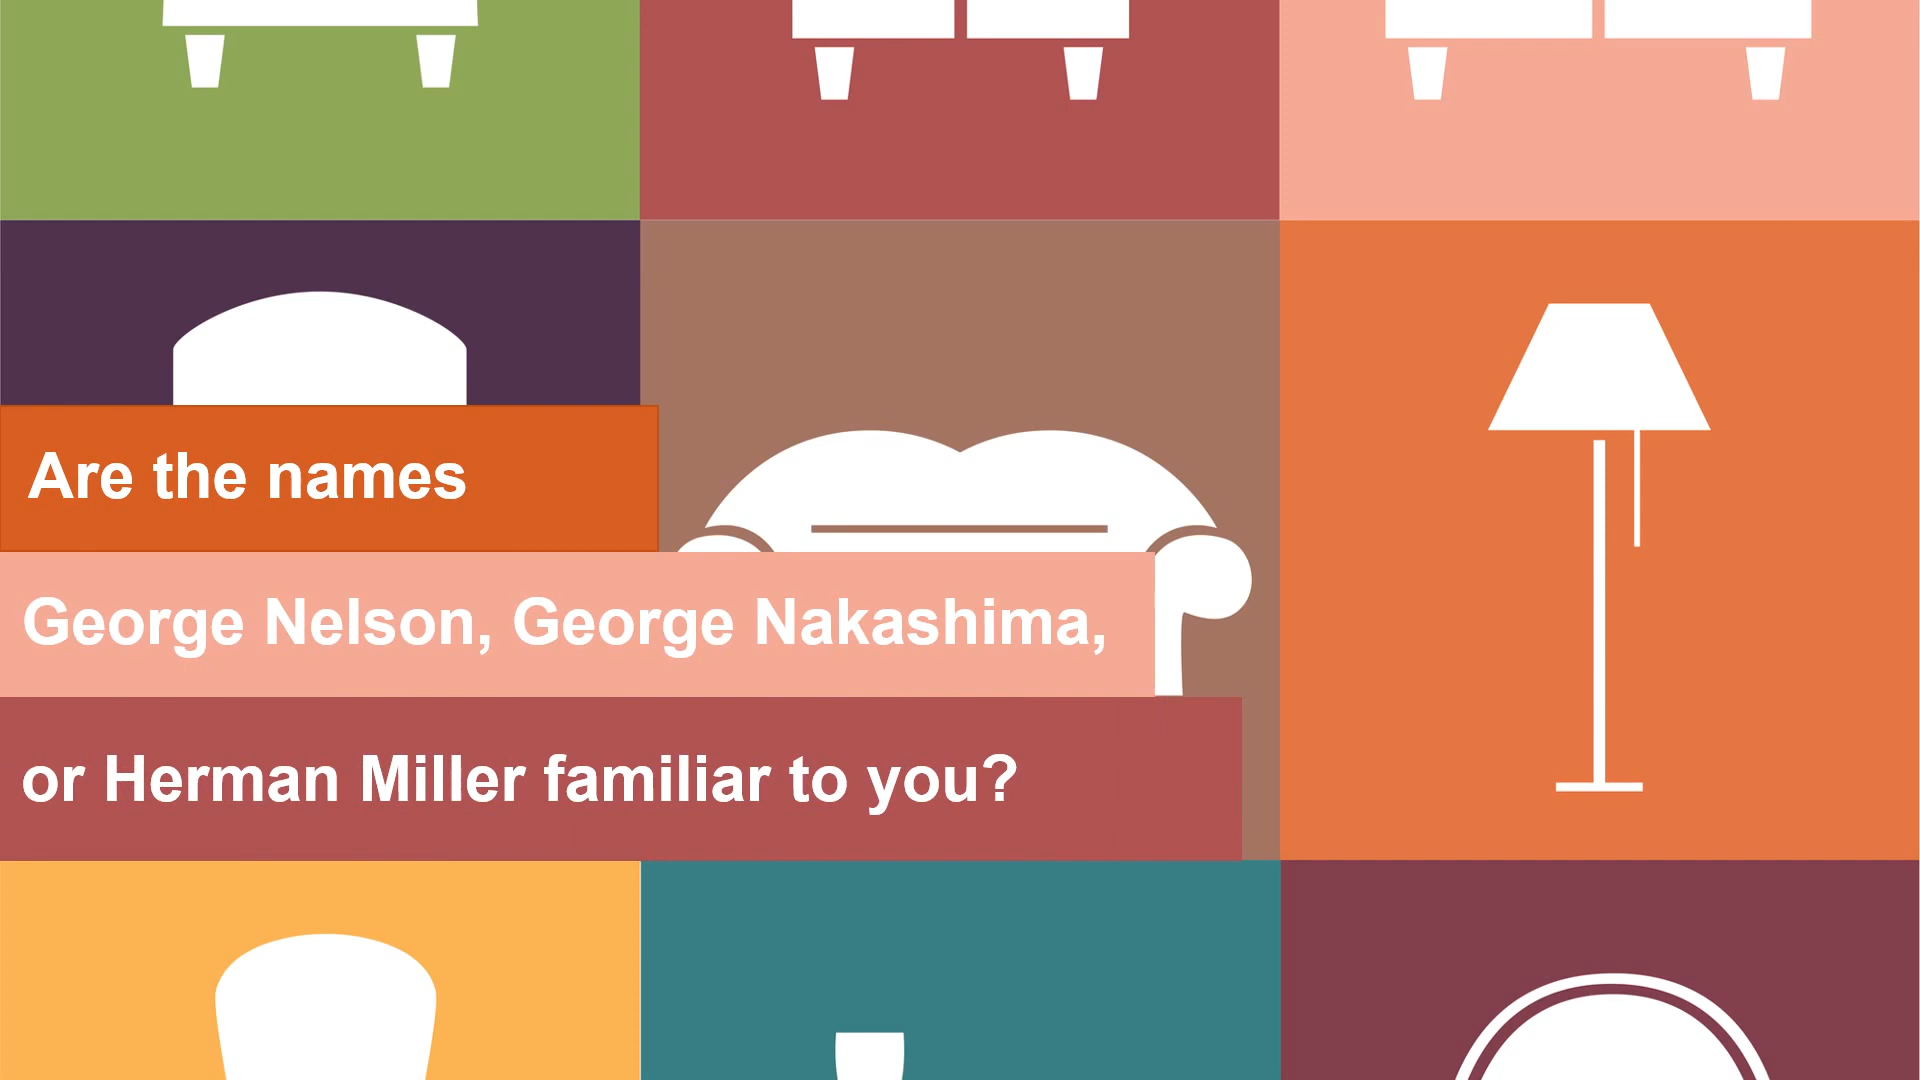 Are the names
George Nelson, George Nakashima,
or Herman Miller familiar to you?